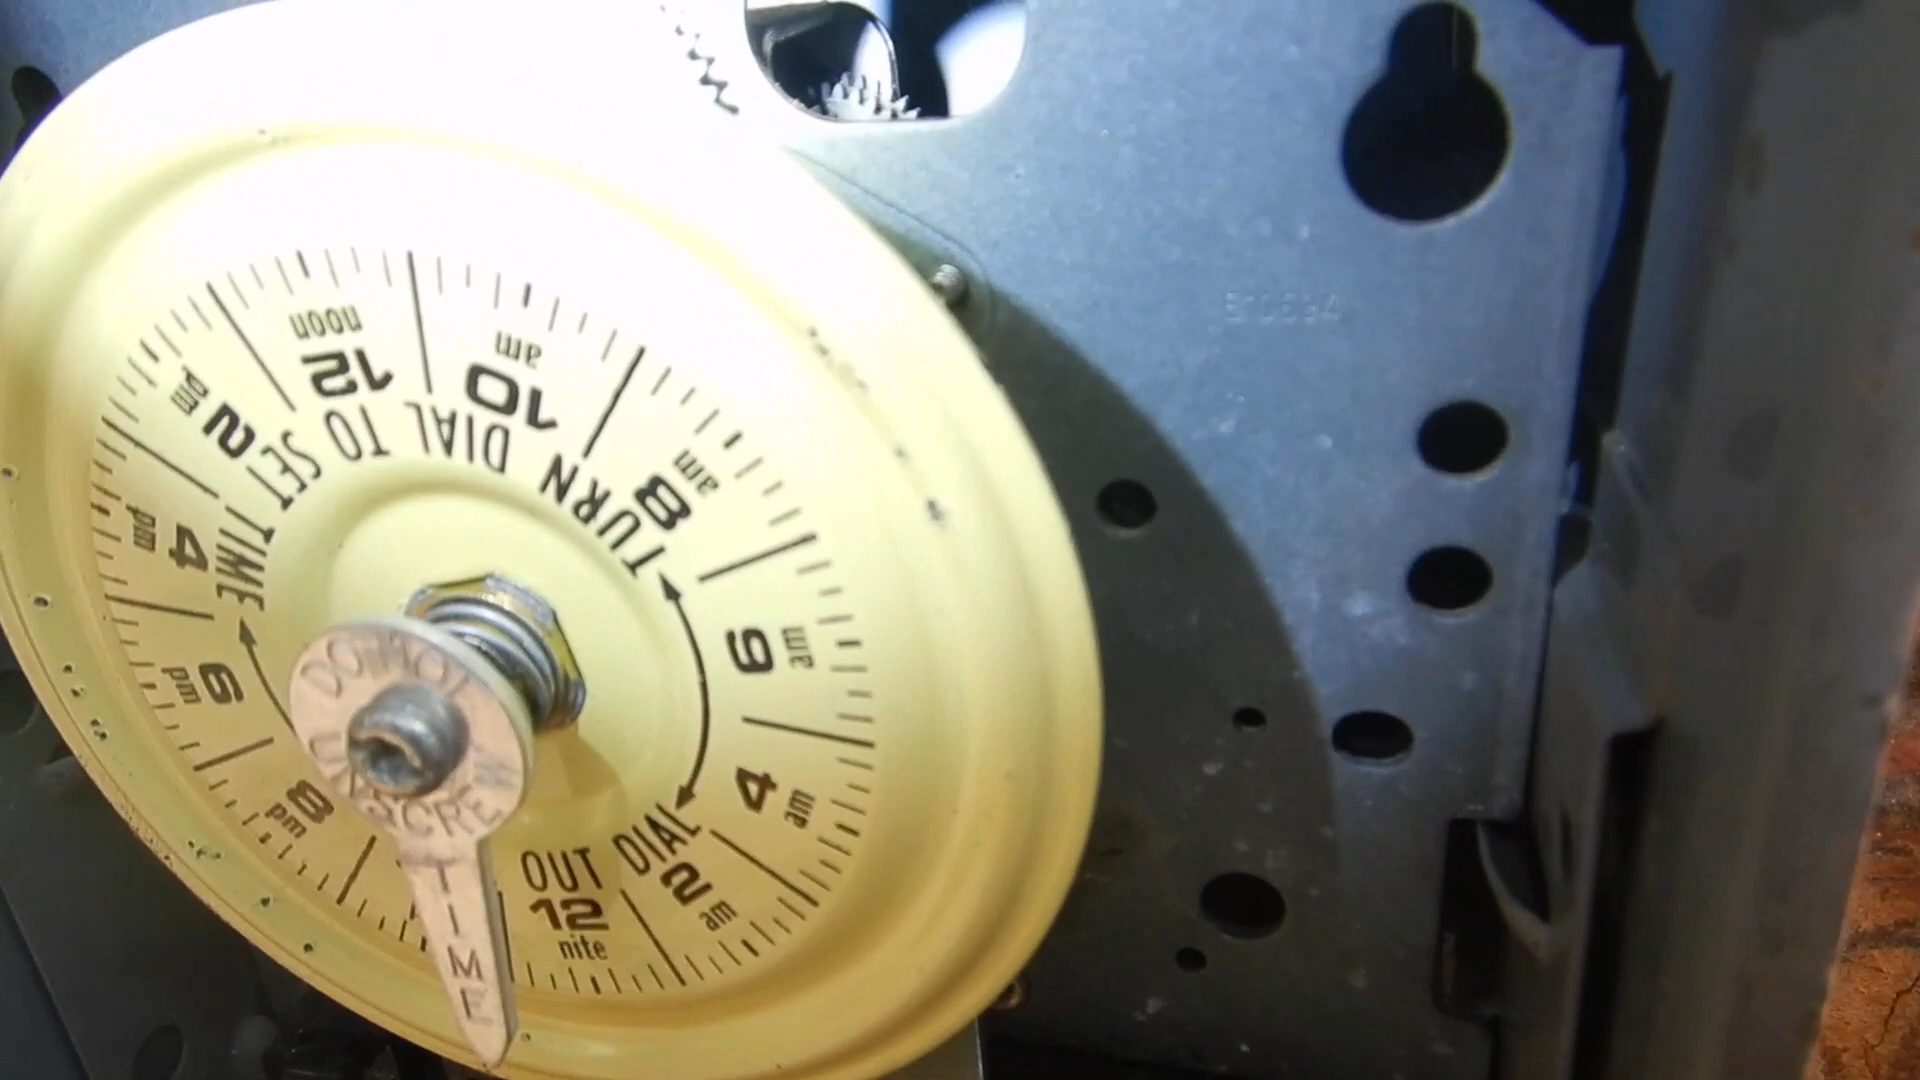 12 noon
10 am
8 am
6 am
4 am
2 am
12 nite
8 pm
6 pm
4 pm
2 pm
TURN DIAL TO SET TIME
OUT DIAL
DO NOT UNSCREW
TIME